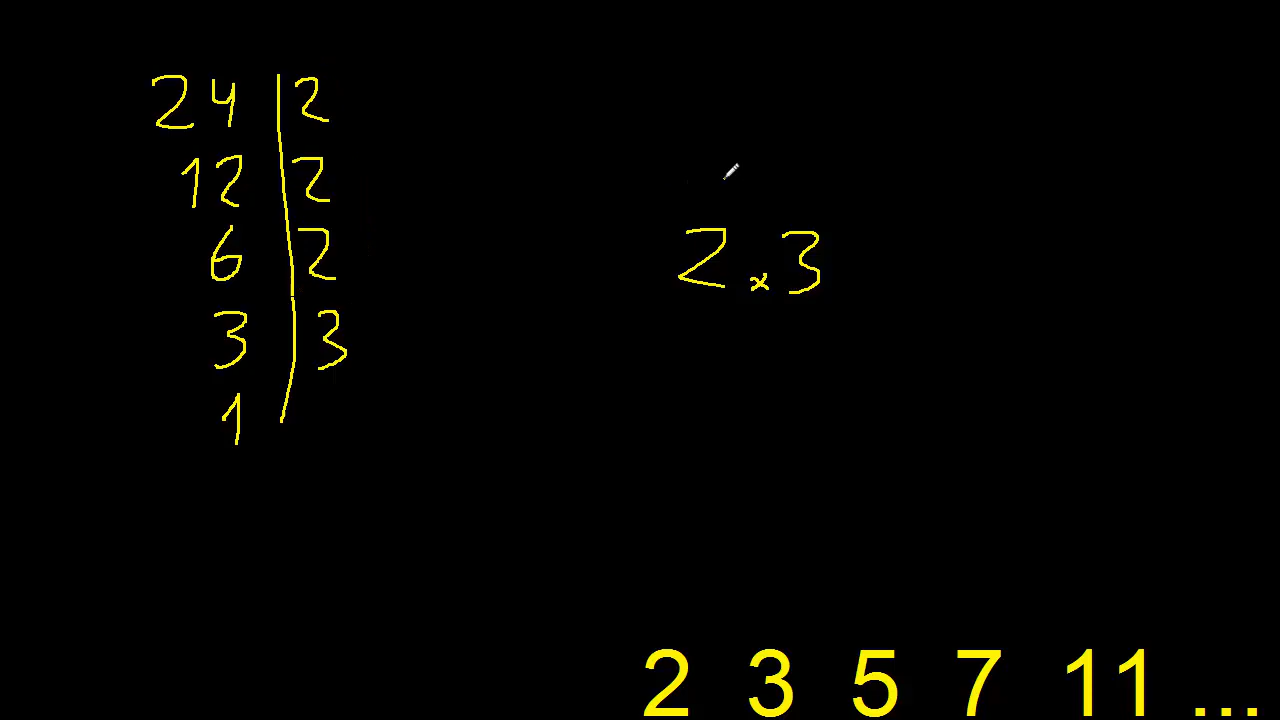 24 | 2
12 | 2
6 | 2
3 | 3
1 |
2 x 3
2 3 5 7 11 ...